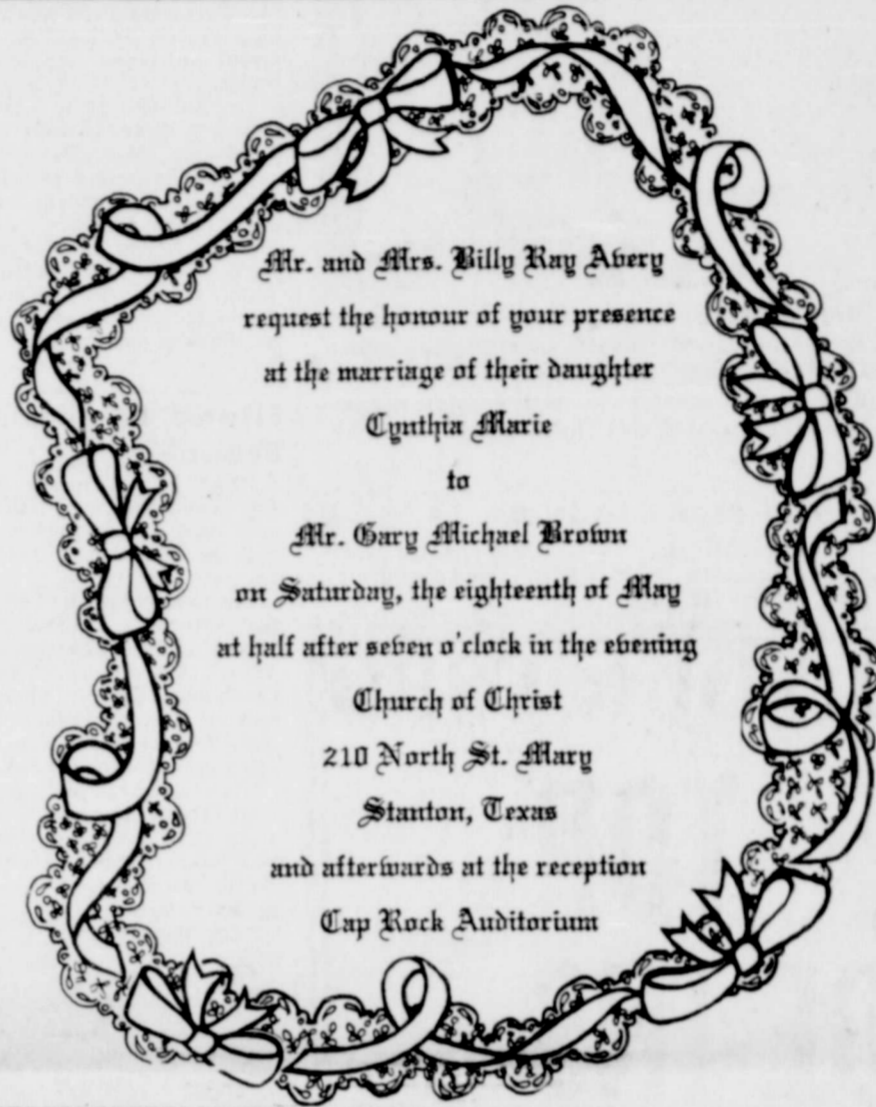 Mr. and Mrs. Billy Ray Avery
request the honour of your presence
at the marriage of their daughter
Cynthia Marie
to
Mr. Gary Michael Brown
on Saturday, the eighteenth of May
at half after seven o'clock in the evening
Church of Christ
210 North St. Mary
Stanton, Texas
and afterwards at the reception
Cap Rock Auditorium